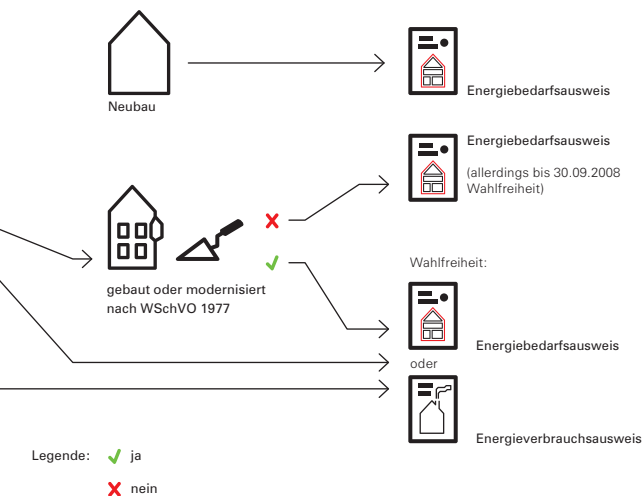 Neubau
Energiebedarfsausweis
Energiebedarfsausweis
(allerdings bis 30.09.2008
Wahlfreiheit)
gebaut oder modernisiert
nach WSchVO 1977
Wahlfreiheit:
Energiebedarfsausweis
oder
Energieverbrauchsausweis
Legende:
ja
nein